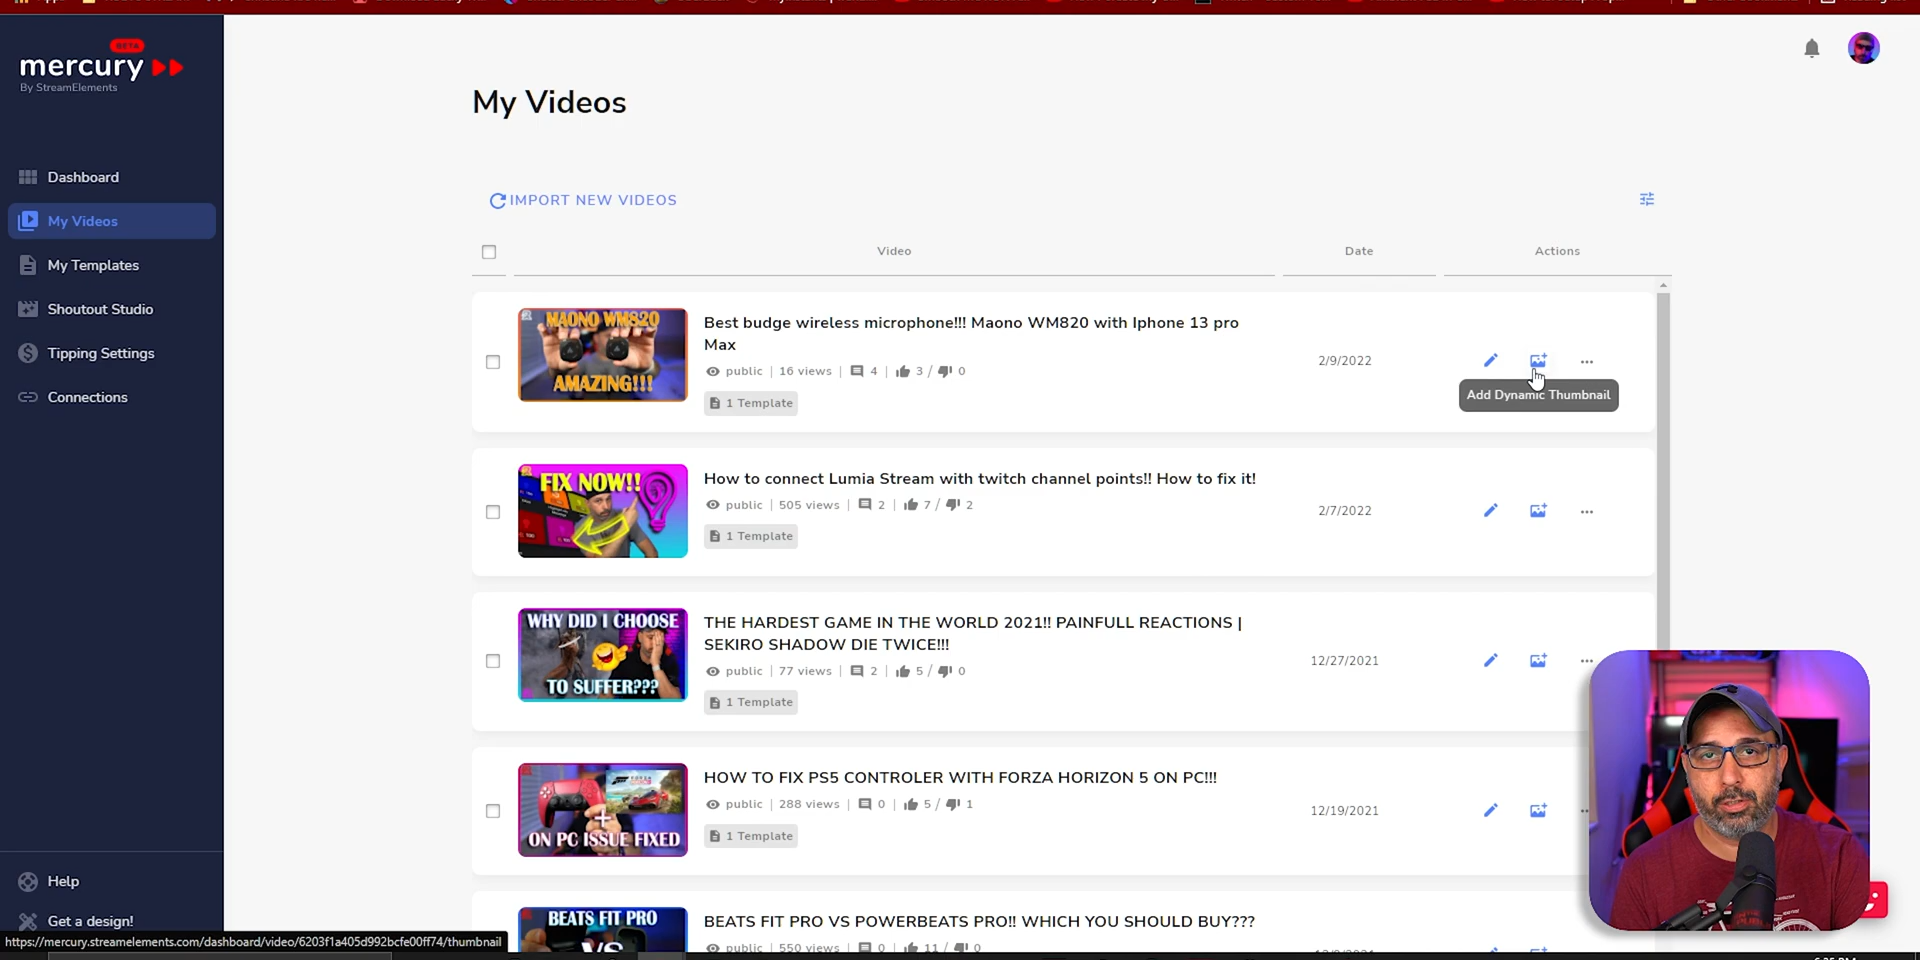 BETA
mercury
By StreamElements
Dashboard
My Videos
My Templates
Shoutout Studio
Tipping Settings
Connections
Help
Get a design!
My Videos
IMPORT NEW VIDEOS
Video Date Actions
MAONO WM820
AMAZING!!!
Best budge wireless microphone!!! Maono WM820 with Iphone 13 pro
Max
public | 16 views | 4 | 3 / 0
1 Template
2/9/2022
Add Dynamic Thumbnail
FIX NOW!!
How to connect Lumia Stream with twitch channel points!! How to fix it!
public | 505 views | 2 | 7 / 2
1 Template
2/7/2022
WHY DID I CHOOSE
TO SUFFER???
THE HARDEST GAME IN THE WORLD 2021!! PAINFULL REACTIONS |
SEKIRO SHADOW DIE TWICE!!!
public | 77 views | 2 | 5 / 0
1 Template
12/27/2021
+
ON PC ISSUE FIXED
HOW TO FIX PS5 CONTROLER WITH FORZA HORIZON 5 ON PC!!!
public | 288 views | 0 | 5 / 1
1 Template
12/19/2021
BEATS FIT PRO
VS
BEATS FIT PRO VS POWERBEATS PRO!! WHICH YOU SHOULD BUY???
public | 550 views | 0 | 11 / 0
https://mercury.streamelements.com/dashboard/video/6203f1a405d992bcfe00ff74/thumbnail